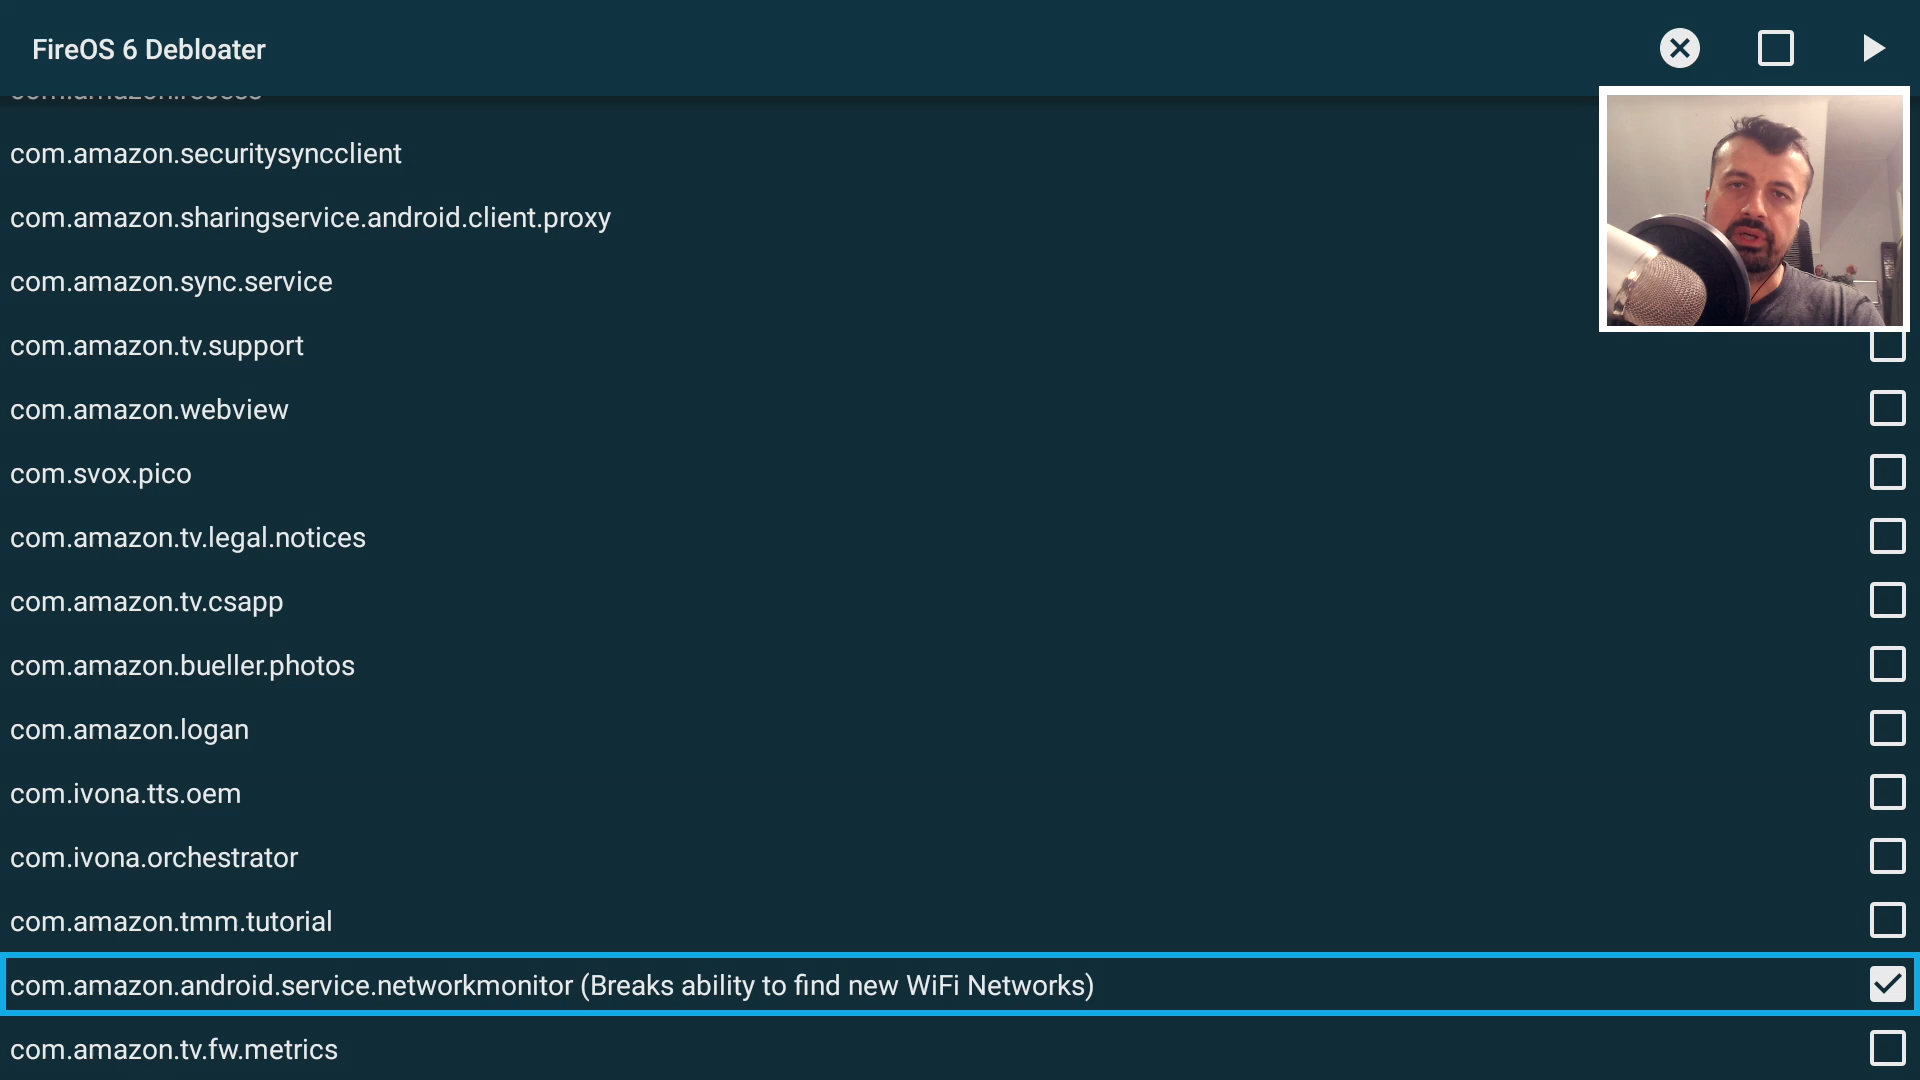 FireOS 6 Debloater
com.amazon.securitysyncclient
com.amazon.sharingservice.android.client.proxy
com.amazon.sync.service
com.amazon.tv.support
com.amazon.webview
com.svox.pico
com.amazon.tv.legal.notices
com.amazon.tv.csapp
com.amazon.bueller.photos
com.amazon.logan
com.ivona.tts.oem
com.ivona.orchestrator
com.amazon.tmm.tutorial
com.amazon.android.service.networkmonitor (Breaks ability to find new WiFi Networks)
com.amazon.tv.fw.metrics